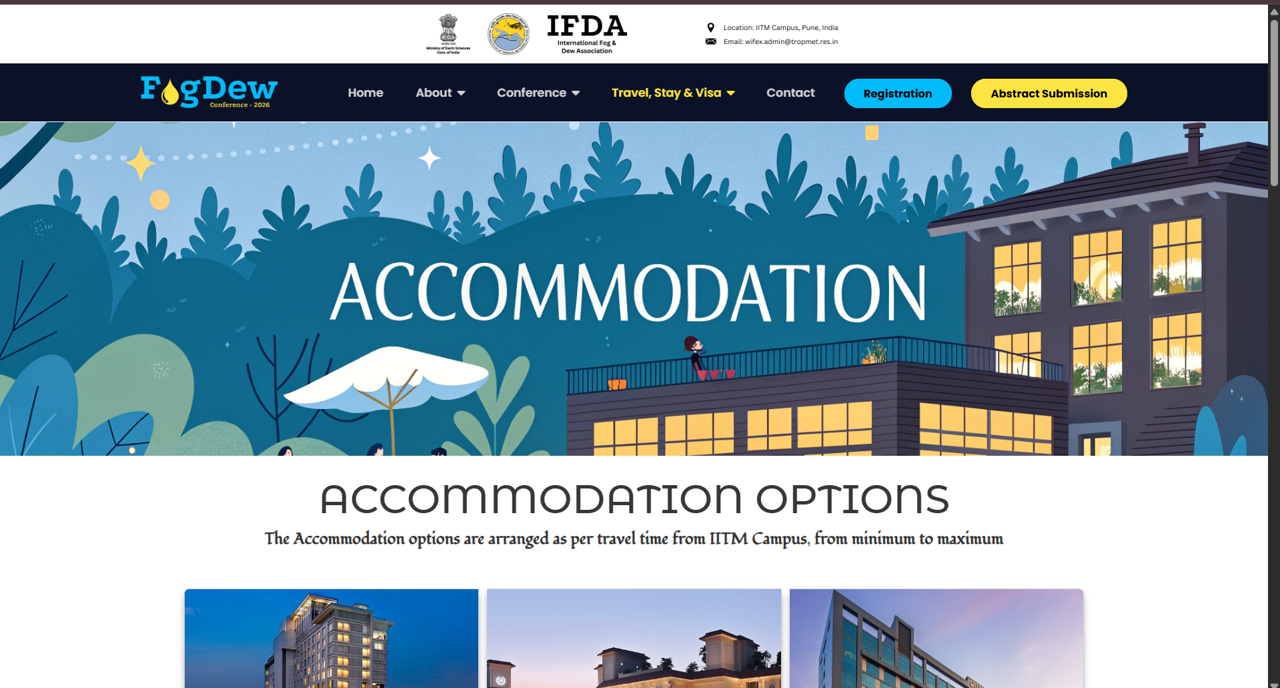 Ministry of Earth Sciences
Govt. of India
IFDA
International Fog &
Dew Association
Location: IITM Campus, Pune, India
Email: wifex.admin@tropmet.res.in
FogDew
Conference - 2026
Home
About
Conference
Travel, Stay & Visa
Contact
Registration
Abstract Submission
ACCOMMODATION
ACCOMMODATION OPTIONS
The Accommodation options are arranged as per travel time from IITM Campus, from minimum to maximum